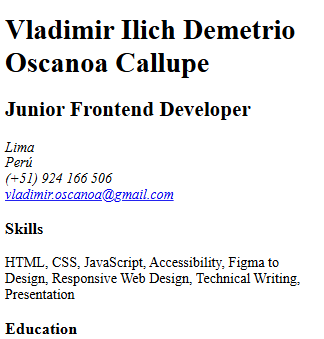 Vladimir Ilich Demetrio
Oscanoa Callupe
Junior Frontend Developer
Lima
Perú
(+51) 924 166 506
vladimir.oscanoa@gmail.com
Skills
HTML, CSS, JavaScript, Accessibility, Figma to
Design, Responsive Web Design, Technical Writing,
Presentation
Education